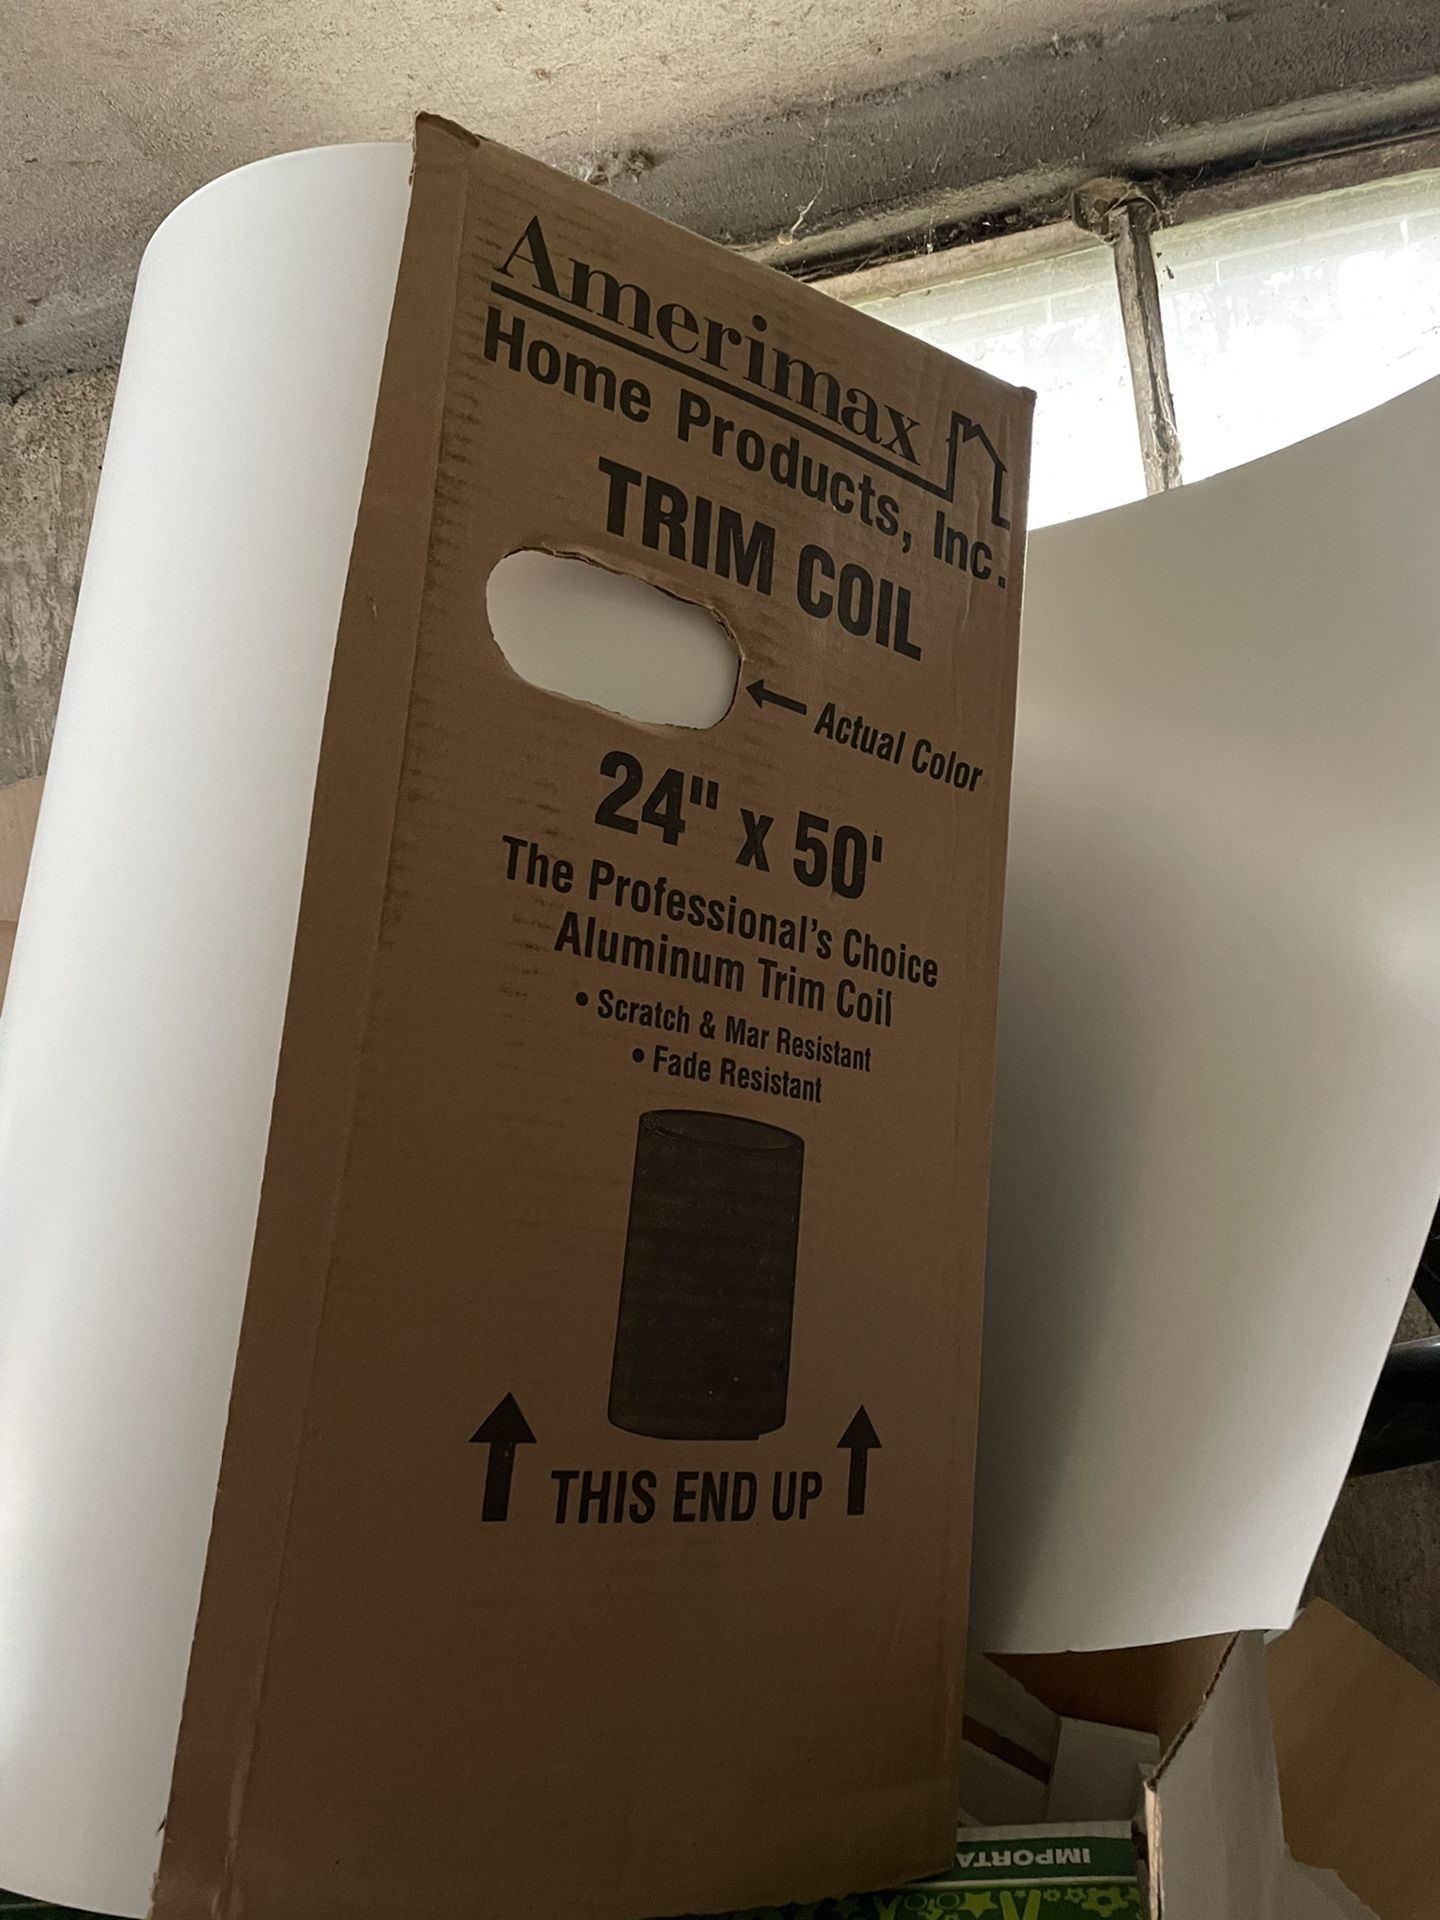 Amerimax
Home Products, Inc.
TRIM COIL
Actual Color
24" x 50'
The Professional's Choice
Aluminum Trim Coil
• Scratch & Mar Resistant
• Fade Resistant
THIS END UP
IMPORTA